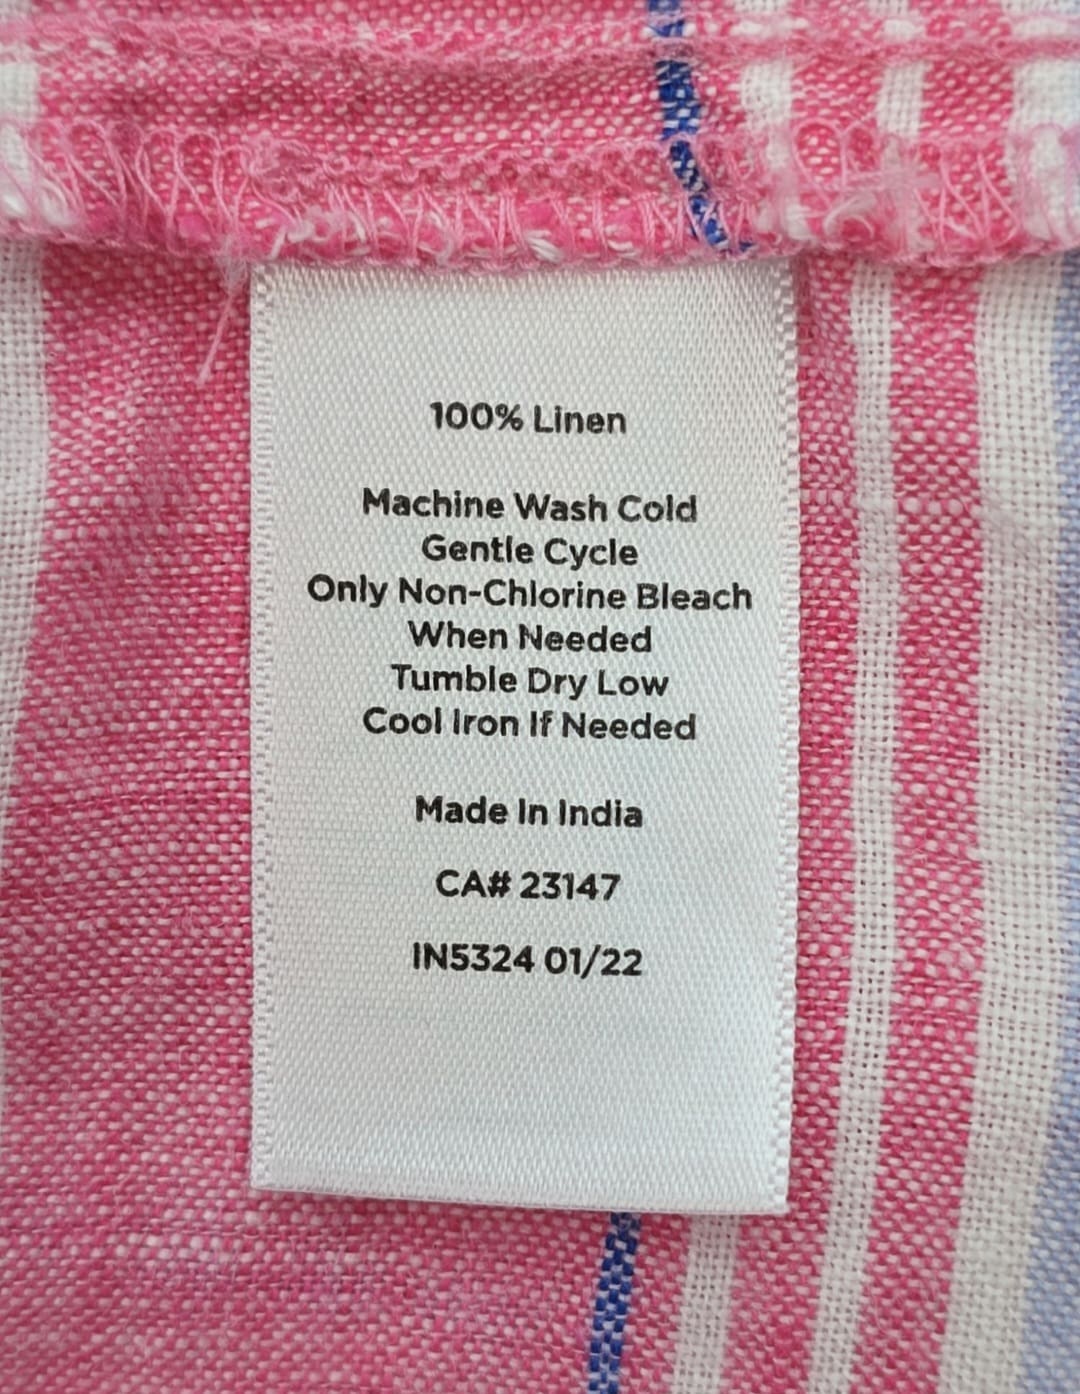 100% Linen
Machine Wash Cold
Gentle Cycle
Only Non-Chlorine Bleach
When Needed
Tumble Dry Low
Cool Iron If Needed
Made In India
CA# 23147
IN5324 01/22